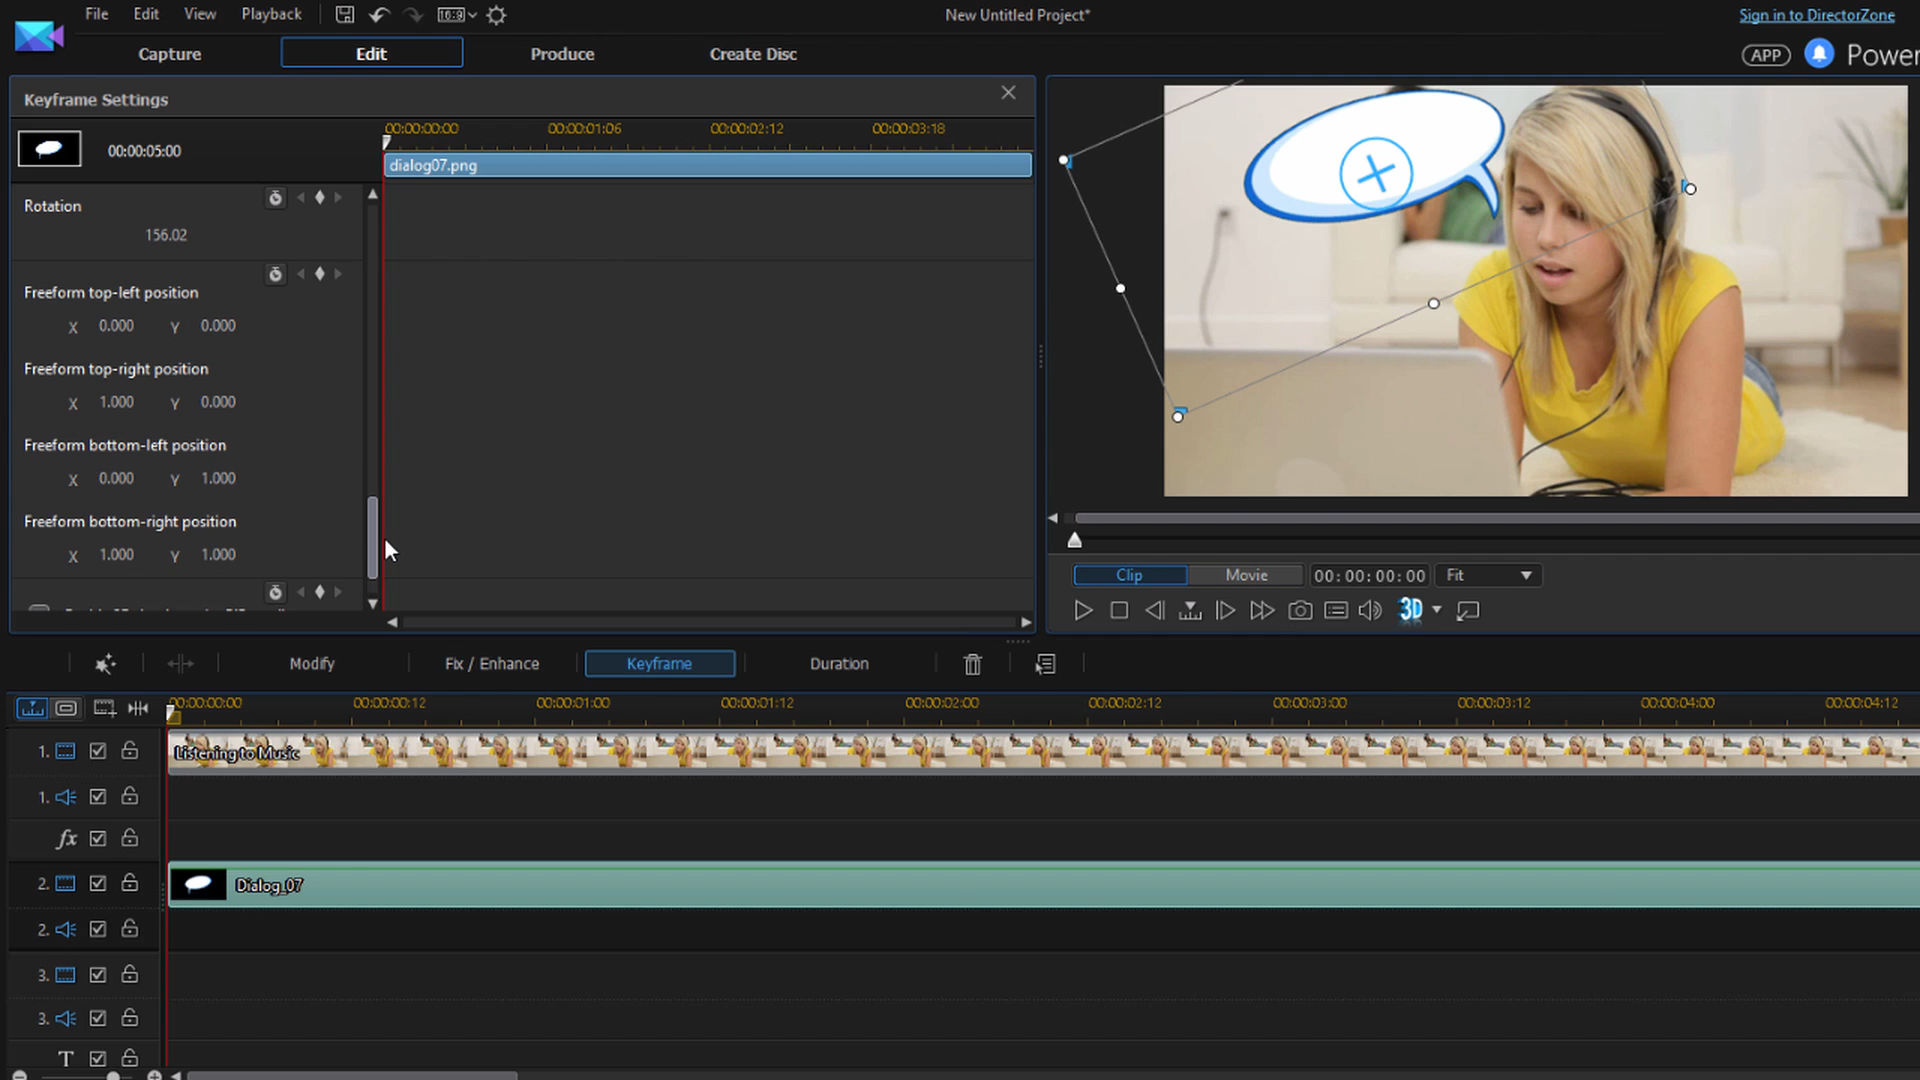 File Edit View Playback 16:9 New Untitled Project* Sign in to DirectorZone
Capture Edit Produce Create Disc APP Power
Keyframe Settings
00:00:05:00
00:00:00:00 00:00:01:06 00:00:02:12 00:00:03:18
dialog07.png
Rotation
156.02
Freeform top-left position
X 0.000 Y 0.000
Freeform top-right position
X 1.000 Y 0.000
Freeform bottom-left position
X 0.000 Y 1.000
Freeform bottom-right position
X 1.000 Y 1.000
Clip Movie 00:00:00:00 Fit
3D
Modify Fix / Enhance Keyframe Duration
00:00:00:00 00:00:00:12 00:00:01:00 00:00:01:12 00:00:02:00 00:00:02:12 00:00:03:00 00:00:03:12 00:00:04:00 00:00:04:12
1. Listening to Music
1.
fx
2. Dialog_07
2.
3.
3.
T